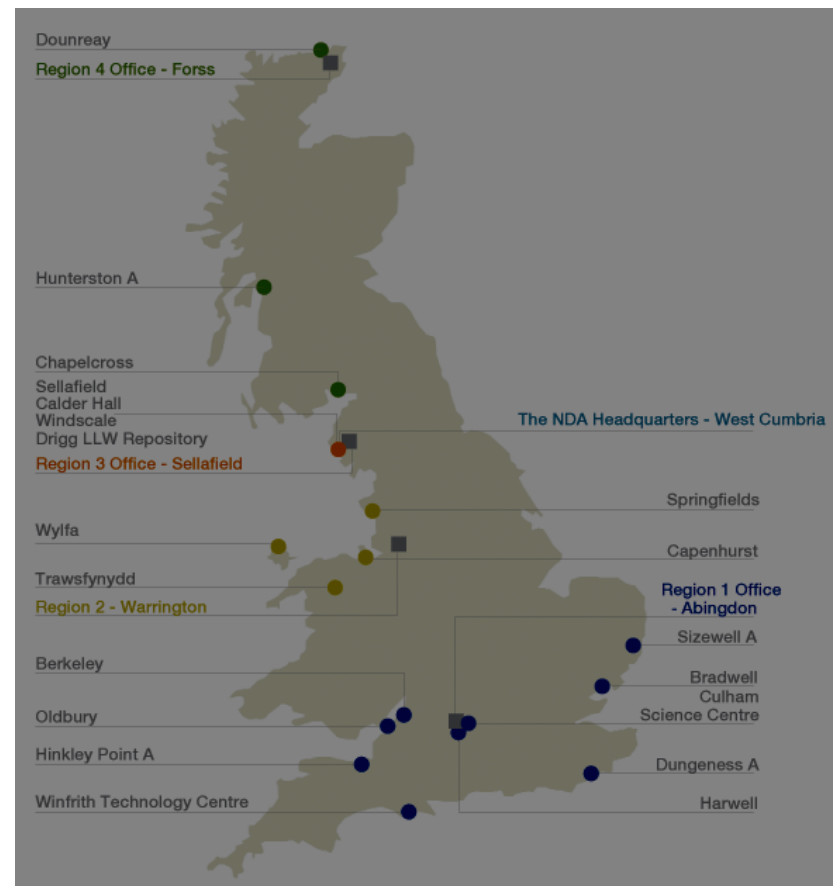 Dounreay
Region 4 Office - Forss
Hunterston A
Chapelcross
Sellafield
Calder Hall
Windscale
Drigg LLW Repository
Region 3 Office - Sellafield
The NDA Headquarters - West Cumbria
Springfields
Wylfa
Capenhurst
Trawsfynydd
Region 2 - Warrington
Region 1 Office
- Abingdon
Sizewell A
Berkeley
Bradwell
Culham
Science Centre
Oldbury
Hinkley Point A
Dungeness A
Winfrith Technology Centre
Harwell